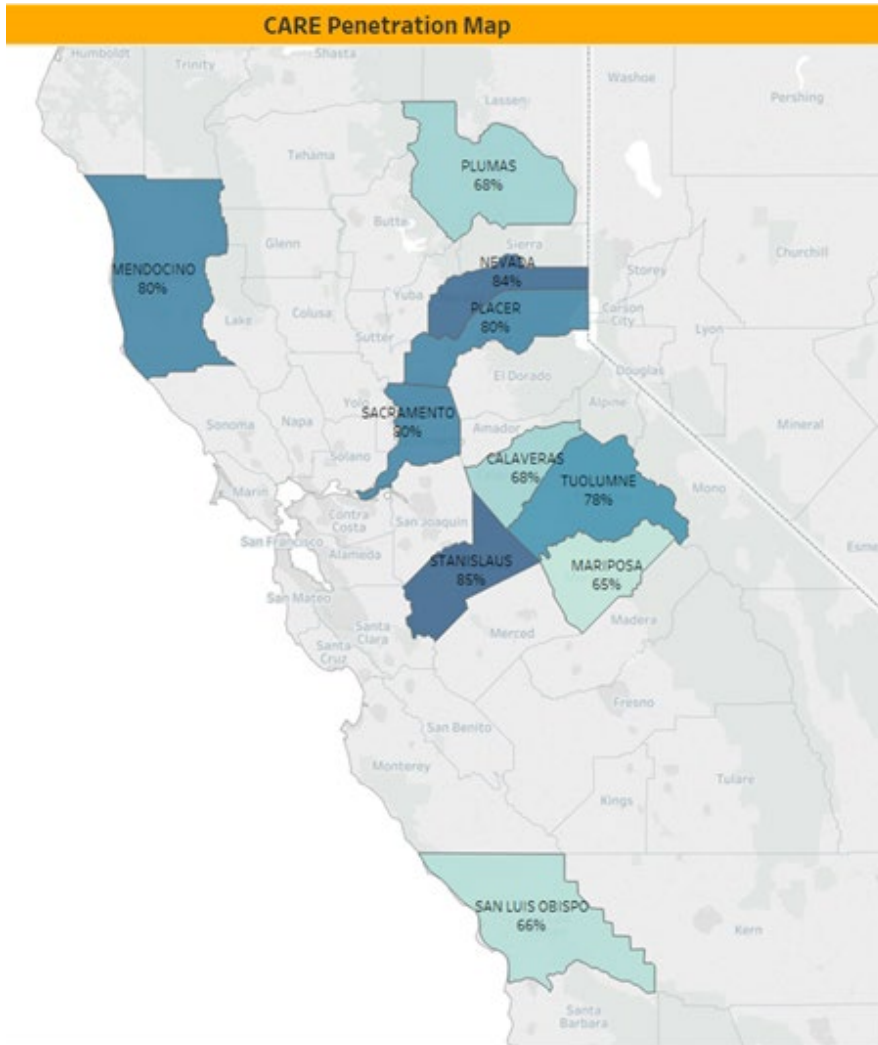 CARE Penetration Map
Humboldt
Trinity
Shasta
Washoe
Lassen
Pershing
Tehama
PLUMAS
68%
Butte
Glenn
Sierra
Churchill
MENDOCINO
80%
NEVADA
84%
Storey
Yuba
Colusa
Lake
PLACER
80%
Carson
City
Lyon
Sutter
El Dorado
Douglas
Yolo
Alpine
Mineral
SACRAMENTO
80%
Sonoma
Napa
Amador
Solano
CALAVERAS
68%
TUOLUMNE
78%
Mono
Marin
Contra
Costa
San Joaquin
San Francisco
Alameda
Esme
STANISLAUS
85%
MARIPOSA
65%
San Mateo
Santa
Clara
Merced
Madera
Santa
Cruz
Fresno
San Benito
Monterey
Tulare
Kings
SAN LUIS OBISPO
66%
Kern
Santa
Barbara